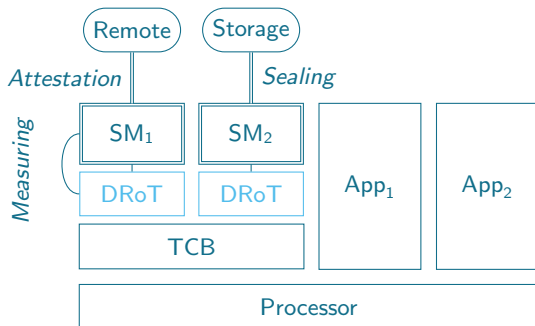 Remote
Storage
Attestation
Sealing
Measuring
SM₁
SM₂
App₁
App₂
DRoT
DRoT
TCB
Processor